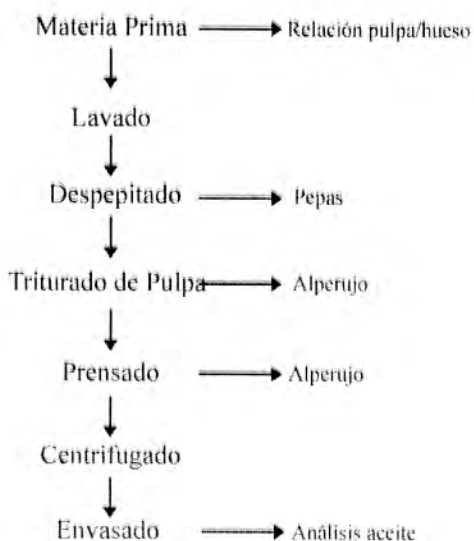 Materia Prima → Relación pulpa/hueso
Lavado
Despepitado → Pepas
Triturado de Pulpa → Alperujo
Prensado → Alperujo
Centrifugado
Envasado → Análisis aceite